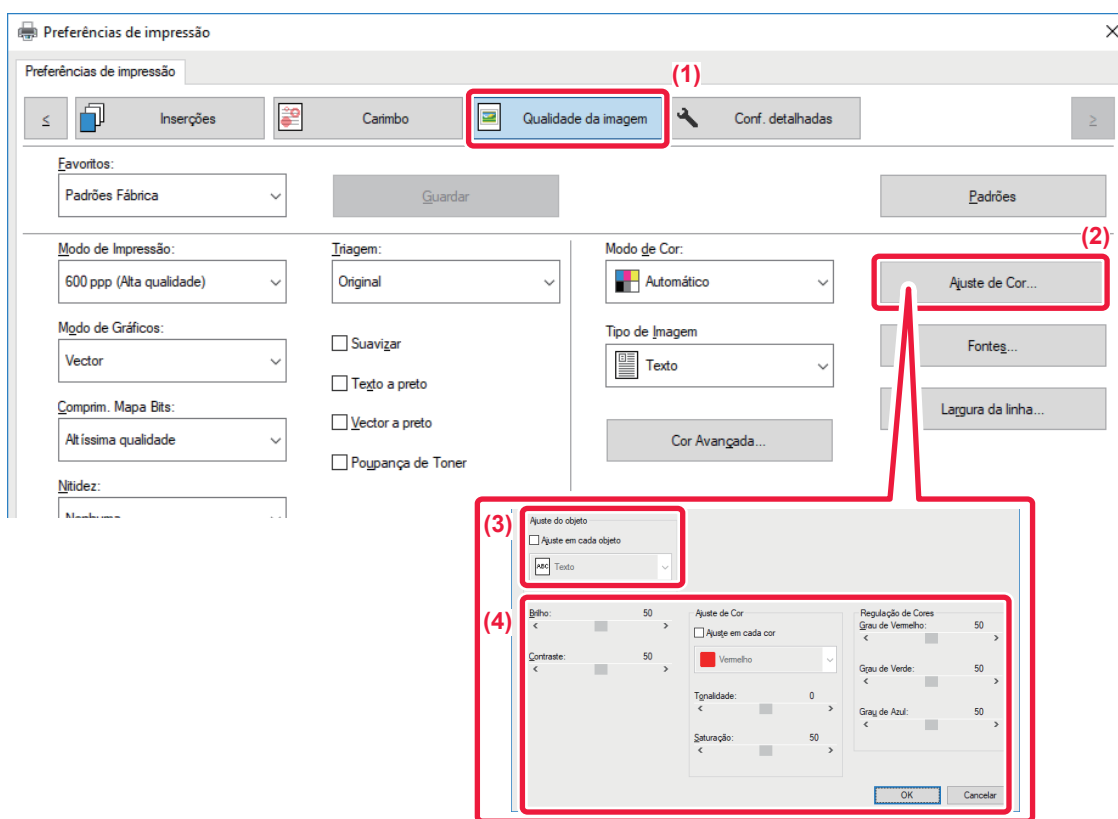 Preferências de impressão
Preferências de impressão
(1)
< Inserções Carimbo Qualidade da imagem Conf. detalhadas >
Favoritos:
Padrões Fábrica Guardar Padrões
(2)
Modo de Impressão: Triagem: Modo de Cor:
600 ppp (Alta qualidade) Original Automático Ajuste de Cor...
Modo de Gráficos: Suavizar Tipo de Imagem Fontes...
Vector Texto a preto Texto
Comprim. Mapa Bits: Vector a preto Largura da linha...
Altíssima qualidade Poupança de Toner Cor Avançada...
Nitidez:
(3) Ajuste do objeto
Ajuste em cada objeto
ABC Texto
(4) Brilho: 50 Ajuste de Cor Regulação de Cores
Ajuste em cada cor Grau de Vermelho: 50
Contraste: 50 Vermelho Grau de Verde: 50
Tonalidade: 0 Grau de Azul: 50
Saturação: 50
OK Cancelar